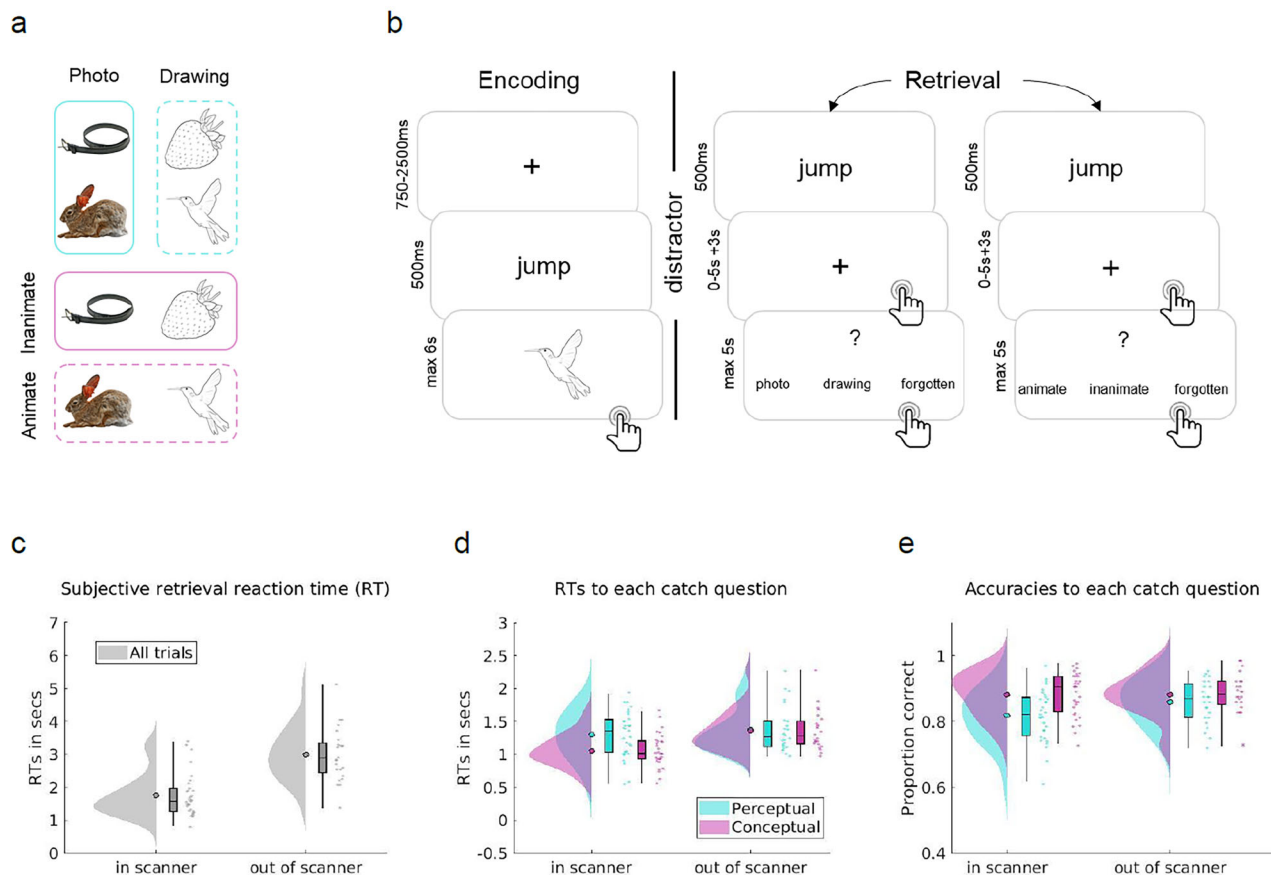 a
Photo Drawing
Inanimate
Animate
b
Encoding
750-2500ms
+
500ms
jump
max 6s
distractor
Retrieval
500ms
jump
0-5s +3s
+
max 5s
?
photo drawing forgotten
500ms
jump
0-5s +3s
+
max 5s
?
animate inanimate forgotten
c
Subjective retrieval reaction time (RT)
RTs in secs
7
6
5
4
3
2
1
0
All trials
in scanner out of scanner
d
RTs to each catch question
RTs in secs
3
2.5
2
1.5
1
0
-0.5
Perceptual
Conceptual
in scanner out of scanner
e
Accuracies to each catch question
Proportion correct
1
0.8
0.6
0.4
in scanner out of scanner